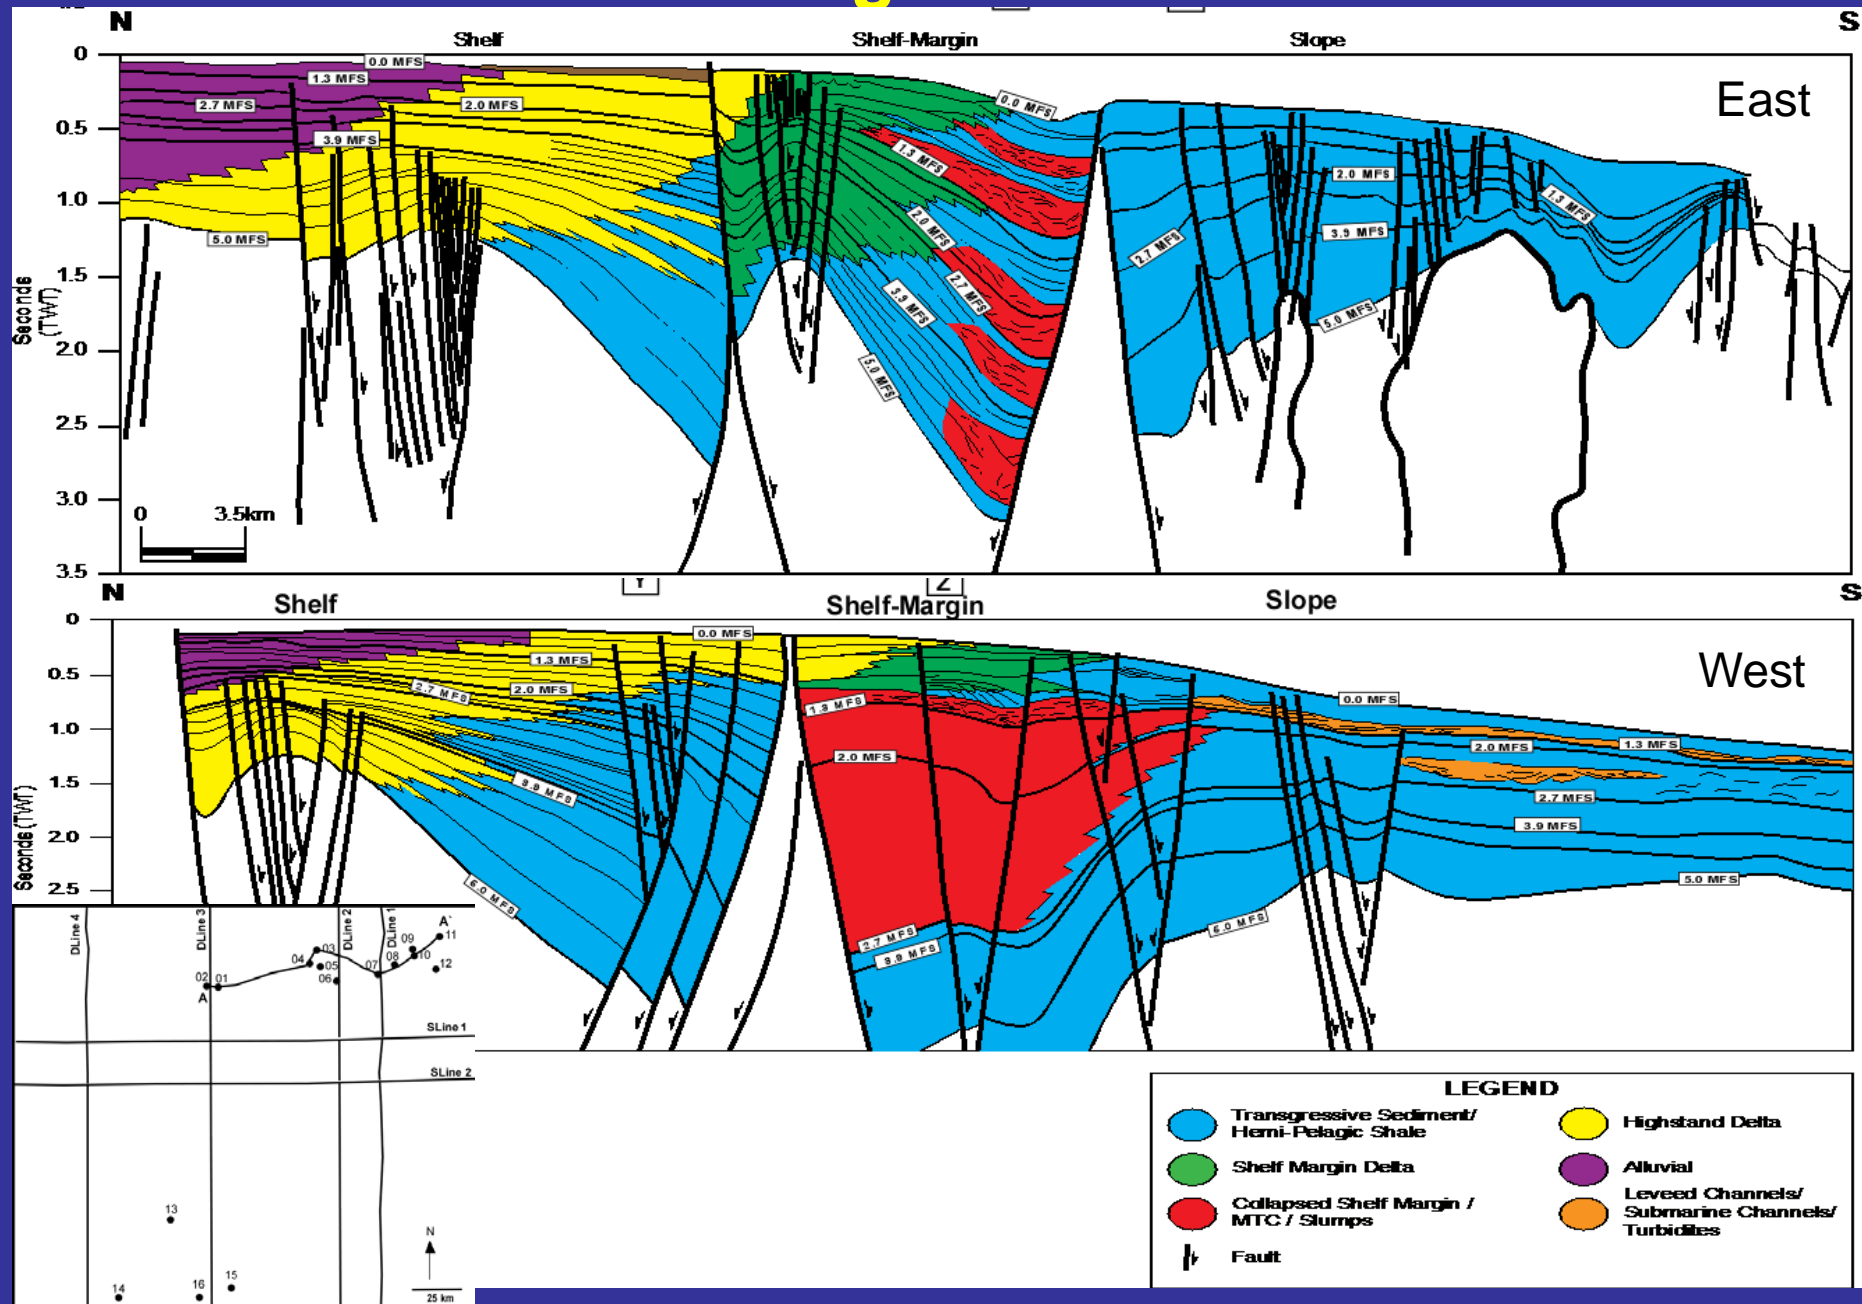 N
S
Shelf
Shelf-Margin
Slope
East
0
0.5
1.0
1.5
2.0
2.5
3.0
3.5
Seconds
(TWT)
0.0 MFS
1.3 MFS
2.7 MFS
2.0 MFS
3.9 MFS
5.0 MFS
0.0 MFS
1.3 MFS
2.0 MFS
2.7 MFS
3.9 MFS
5.0 MFS
2.0 MFS
1.3 MFS
3.9 MFS
2.7 MFS
5.0 MFS
0
3.5km
N
Y
Z
S
Shelf
Shelf-Margin
Slope
West
0
0.5
1.0
1.5
2.0
2.5
Seconds (TWT)
0.0 MFS
1.3 MFS
2.7 MFS
2.0 MFS
3.9 MFS
6.0 MFS
1.3 MFS
2.0 MFS
2.7 MFS
3.9 MFS
6.0 MFS
0.0 MFS
2.0 MFS
1.3 MFS
2.7 MFS
3.9 MFS
5.0 MFS
DLine 4
DLine 3
DLine 2
DLine 1
A`
11
09
10
03
04
05
08
12
07
02
01
06
A
SLine 1
SLine 2
13
N
14
16
15
25 km
LEGEND
Transgressive Sediment/
Hemi-Pelagic Shale
Shelf Margin Delta
Collapsed Shelf Margin /
MTC / Slumps
Fault
Highstand Delta
Alluvial
Leveed Channels/
Submarine Channels/
Turbidites